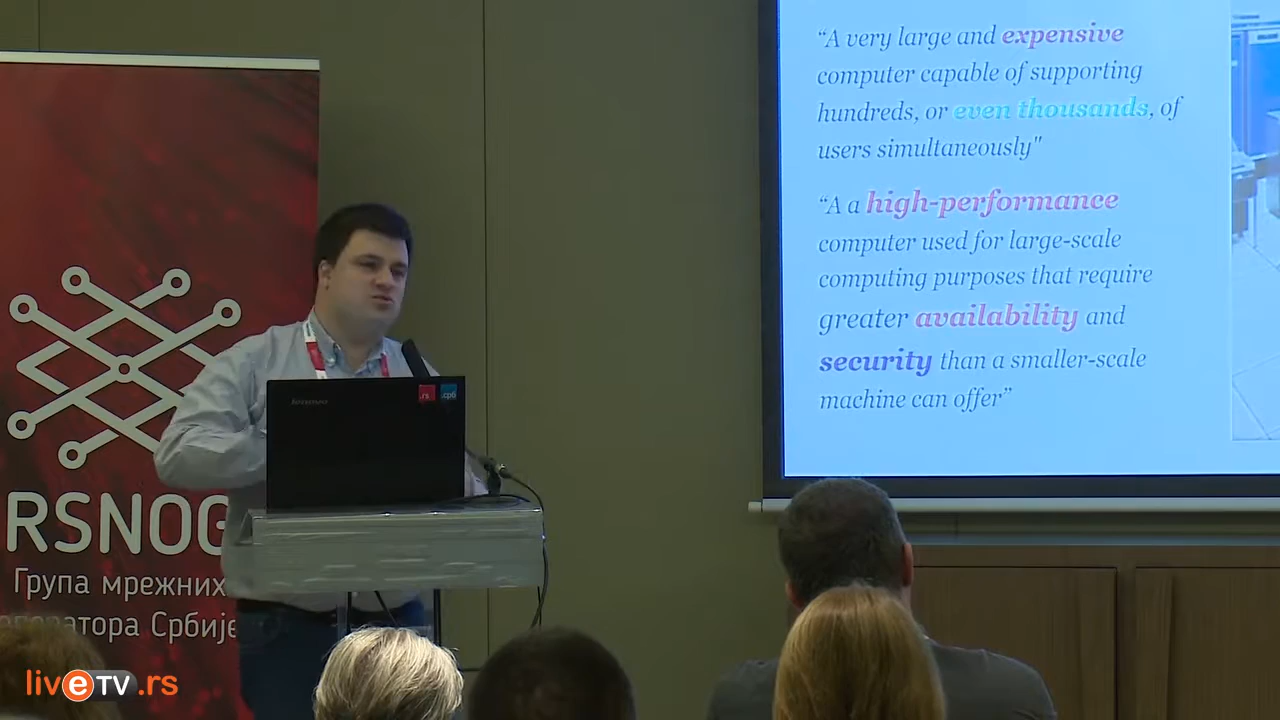 “A very large and expensive
computer capable of supporting
hundreds, or even thousands, of
users simultaneously"
“A a high-performance
computer used for large-scale
computing purposes that require
greater availability and
security than a smaller-scale
machine can offer”
lenovo
.rs .срб
RSNOG
Група мрежних
оператора Србије
liveTV.rs